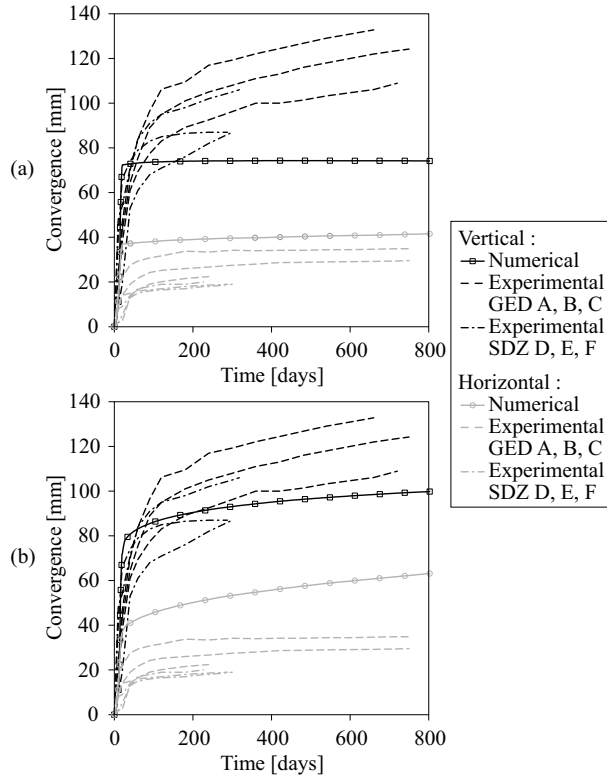 140
120
100
80
60
40
20
0
Convergence [mm]
(a)
0 200 400 600 800
Time [days]
140
120
100
80
60
40
20
0
Convergence [mm]
(b)
0 200 400 600 800
Time [days]
Vertical :
Numerical
Experimental
GED A, B, C
Experimental
SDZ D, E, F
Horizontal :
Numerical
Experimental
GED A, B, C
Experimental
SDZ D, E, F